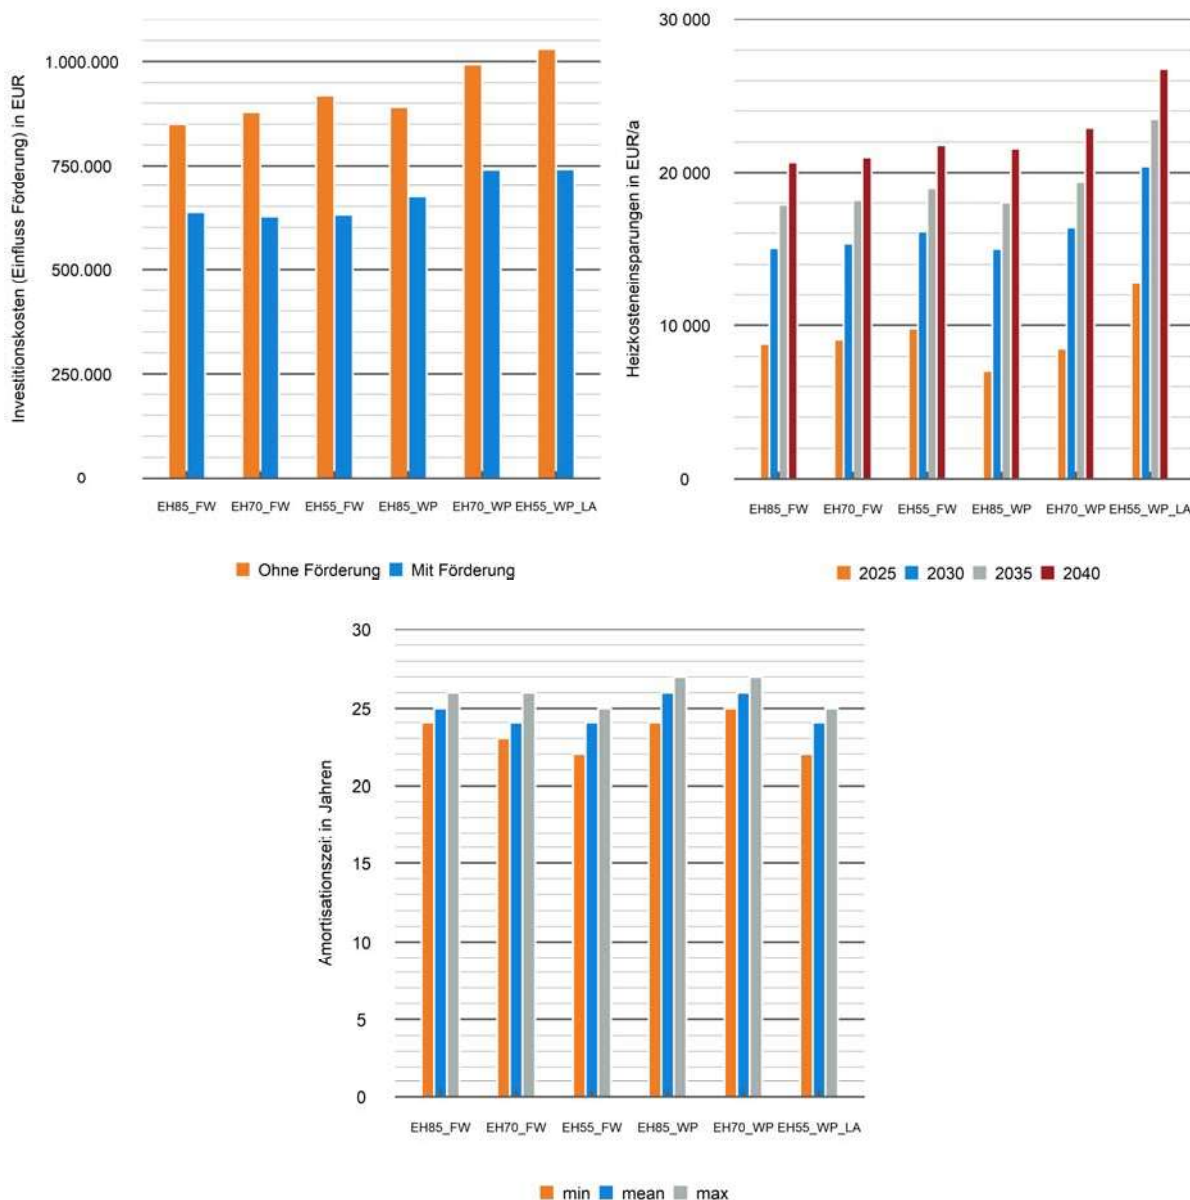 Investitionskosten (Einfluss Förderung) in EUR
1.000.000
750.000
500.000
250.000
0
EH85_FW EH70_FW EH55_FW EH85_WP EH70_WP EH55_WP_LA
Ohne Förderung Mit Förderung
Heizkosteneinsparungen in EUR/a
30 000
20 000
10 000
0
EH85_FW EH70_FW EH55_FW EH85_WP EH70_WP EH55_WP_LA
2025 2030 2035 2040
Amortisationszeit in Jahren
30
25
20
15
10
5
0
EH85_FW EH70_FW EH55_FW EH85_WP EH70_WP EH55_WP_LA
min mean max